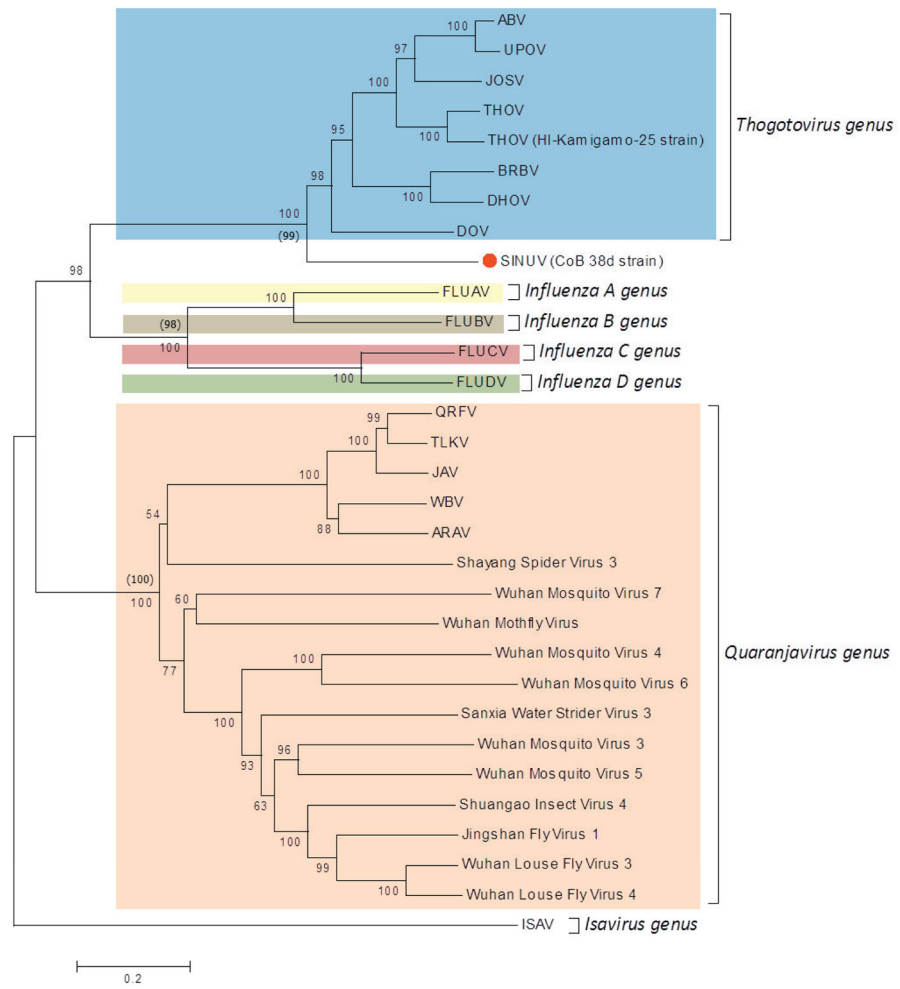 ABV
100
UPOV
97
JOSV
100
THOV
100
THOV (HI-Kamigamo-25 strain)
Thogotovirus genus
95
BRBV
100
DHOV
98
DOV
100
(99)
SINUV (CoB 38d strain)
98
FLUAV
Influenza A genus
100
FLUBV
Influenza B genus
(98)
100
FLUCV
Influenza C genus
100
FLUDV
Influenza D genus
QRFV
99
TLKV
100
JAV
100
WBV
88
ARAV
54
Shayang Spider Virus 3
(100)
100
Wuhan Mosquito Virus 7
60
Wuhan Mothfly Virus
77
Wuhan Mosquito Virus 4
Quaranjavirus genus
100
Wuhan Mosquito Virus 6
100
Sanxia Water Strider Virus 3
93
Wuhan Mosquito Virus 3
96
Wuhan Mosquito Virus 5
63
Shuangao Insect Virus 4
100
Jingshan Fly Virus 1
99
Wuhan Louse Fly Virus 3
100
Wuhan Louse Fly Virus 4
ISAV
Isavirus genus
0.2